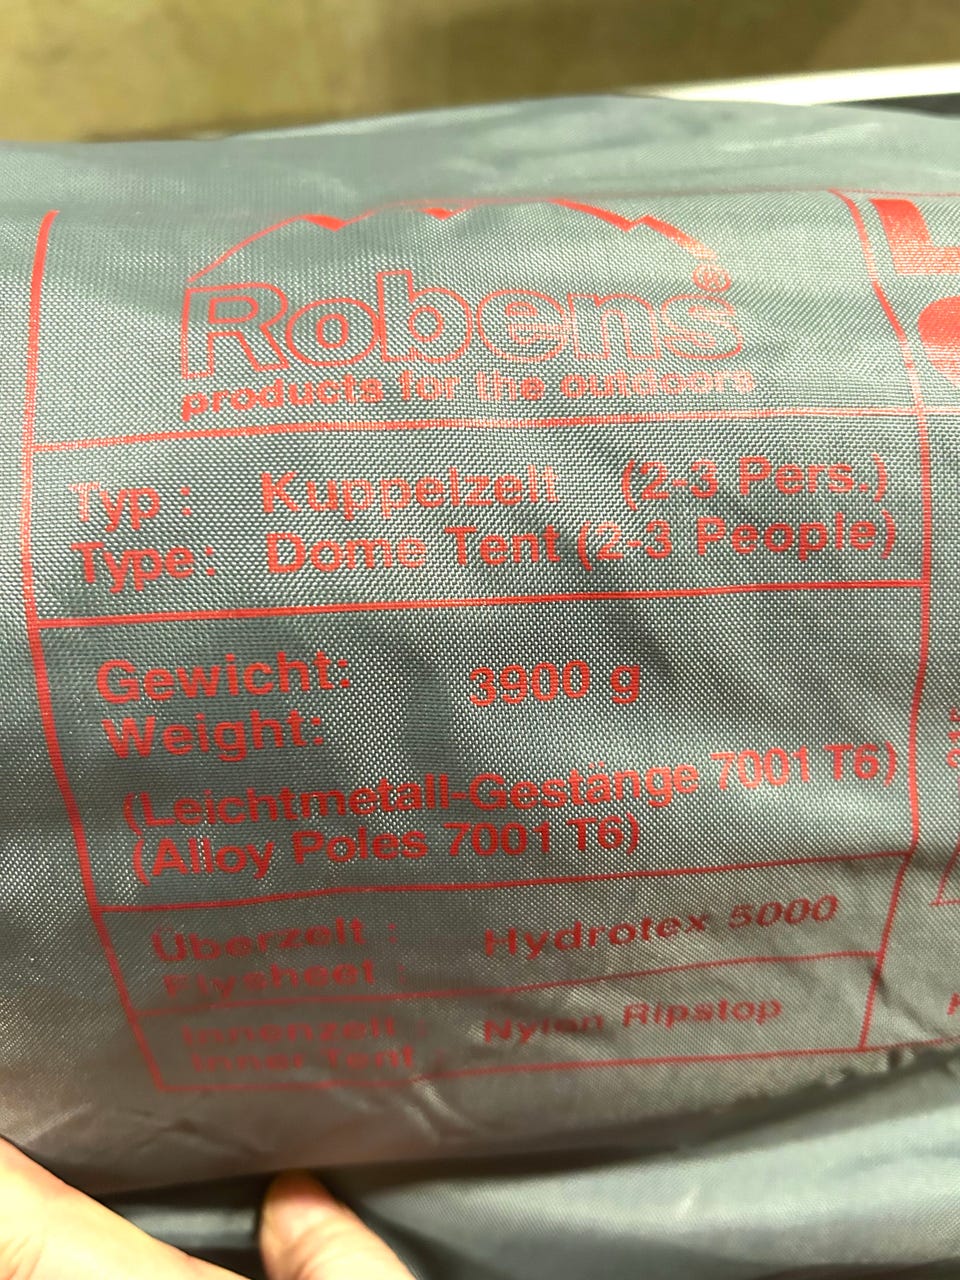 Robens®
products for the outdoors
Typ : Kuppelzelt (2-3 Pers.)
Type: Dome Tent (2-3 People)
Gewicht: 3900 g
Weight:
(Leichtmetall-Gestänge 7001 T6)
(Alloy Poles 7001 T6)
Überzelt : Hydrotex 5000
Flysheet :
Innenzelt : Nylon Ripstop
Inner Tent :